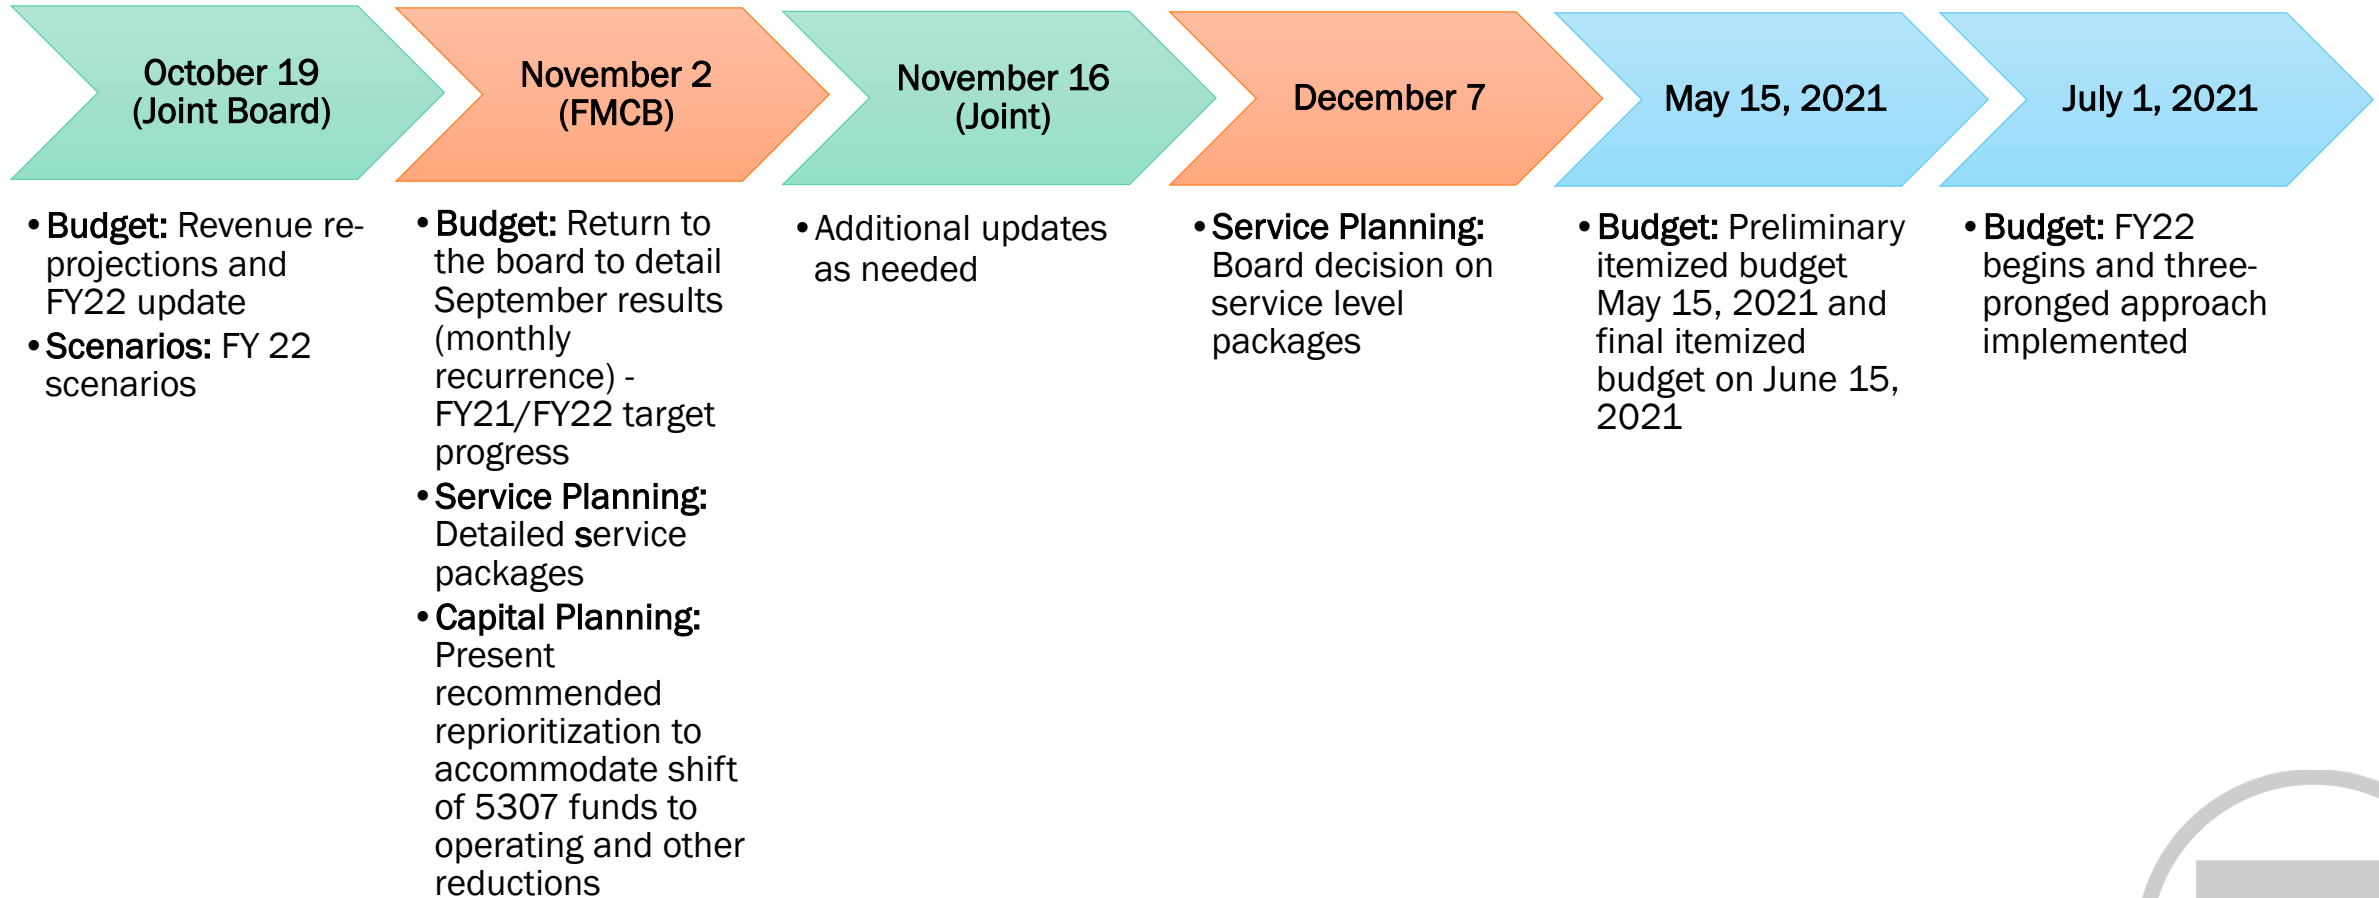 October 19
(Joint Board)
•Budget: Revenue re-
projections and
FY22 update
•Scenarios: FY 22
scenarios
November 2
(FMCB)
•Budget: Return to
the board to detail
September results
(monthly
recurrence) -
FY21/FY22 target
progress
•Service Planning:
Detailed service
packages
•Capital Planning:
Present
recommended
reprioritization to
accommodate shift
of 5307 funds to
operating and other
reductions
November 16
(Joint)
•Additional updates
as needed
December 7
•Service Planning:
Board decision on
service level
packages
May 15, 2021
•Budget: Preliminary
itemized budget
May 15, 2021 and
final itemized
budget on June 15,
2021
July 1, 2021
•Budget: FY22
begins and three-
pronged approach
implemented